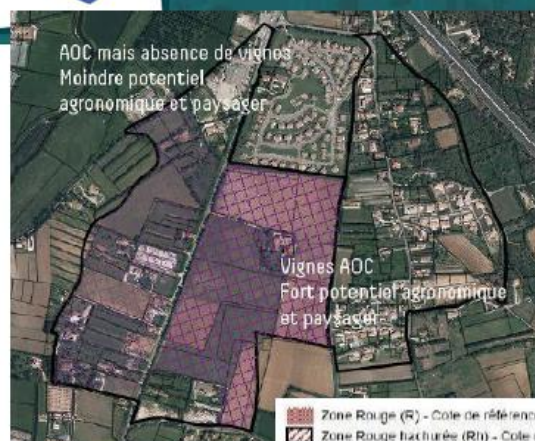 AOC mais absence de vignes
Moindre potentiel
agronomique et paysager
Vignes AOC
Fort potentiel agronomique
et paysager
Zone Rouge (R) - Cote de référence
Zone Rouge hachurée (Rh) - Cote